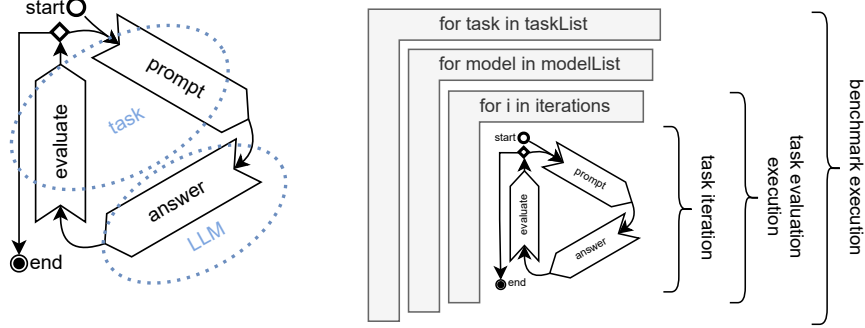 start
prompt
task
evaluate
answer
LLM
end
for task in taskList
for model in modelList
for i in iterations
start
prompt
evaluate
answer
end
task iteration
task evaluation
execution
benchmark execution